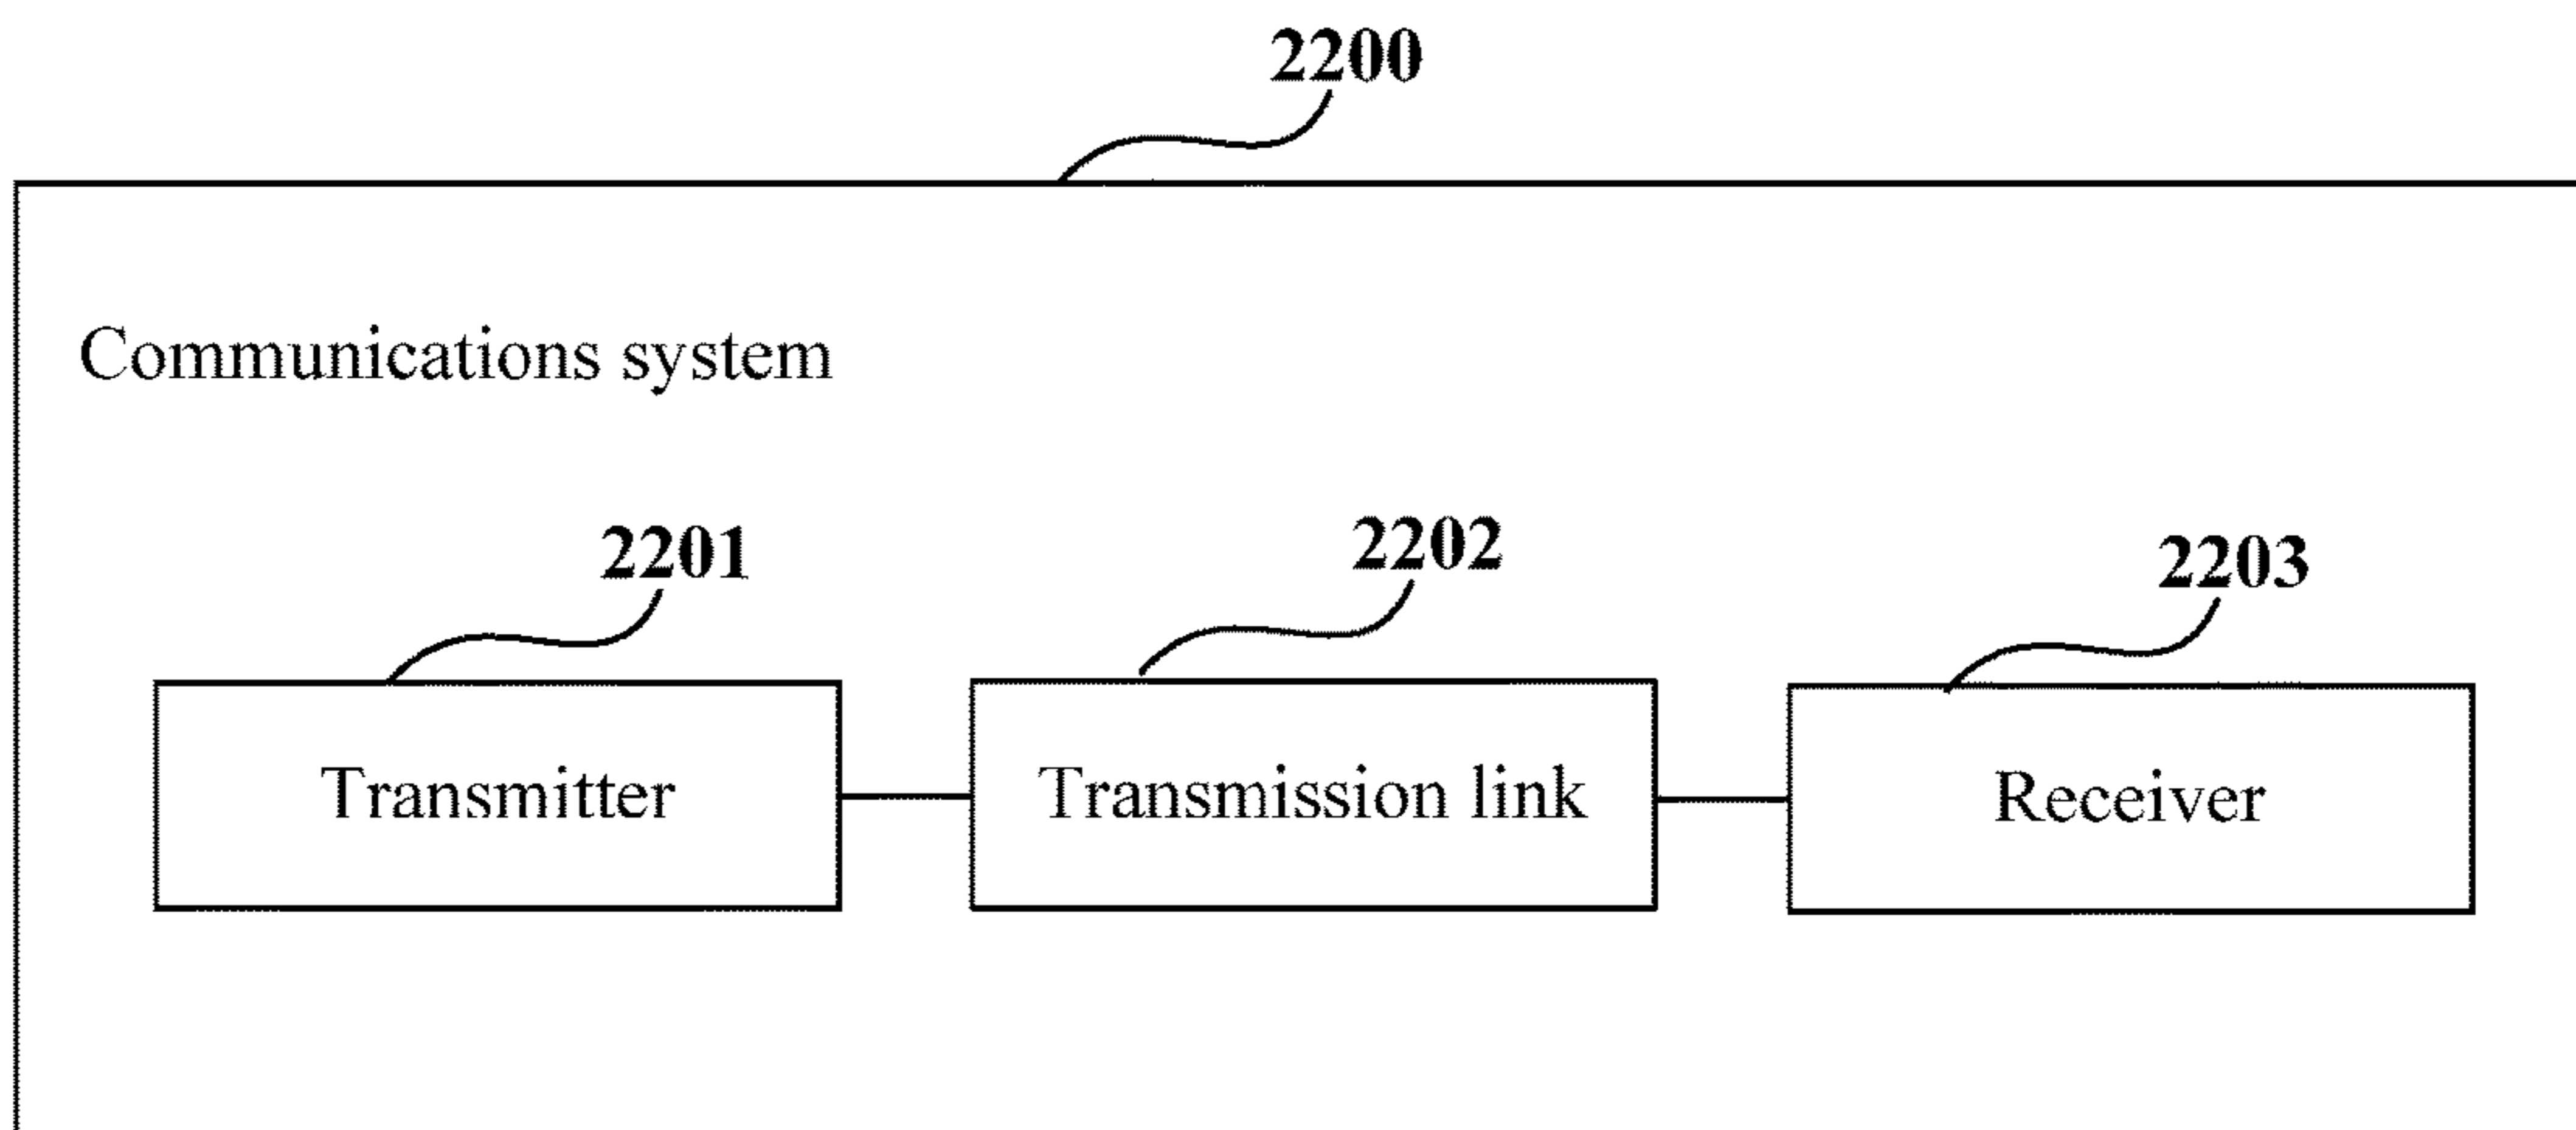 2200
Communications system
2201
2202
2203
Transmitter
Transmission link
Receiver